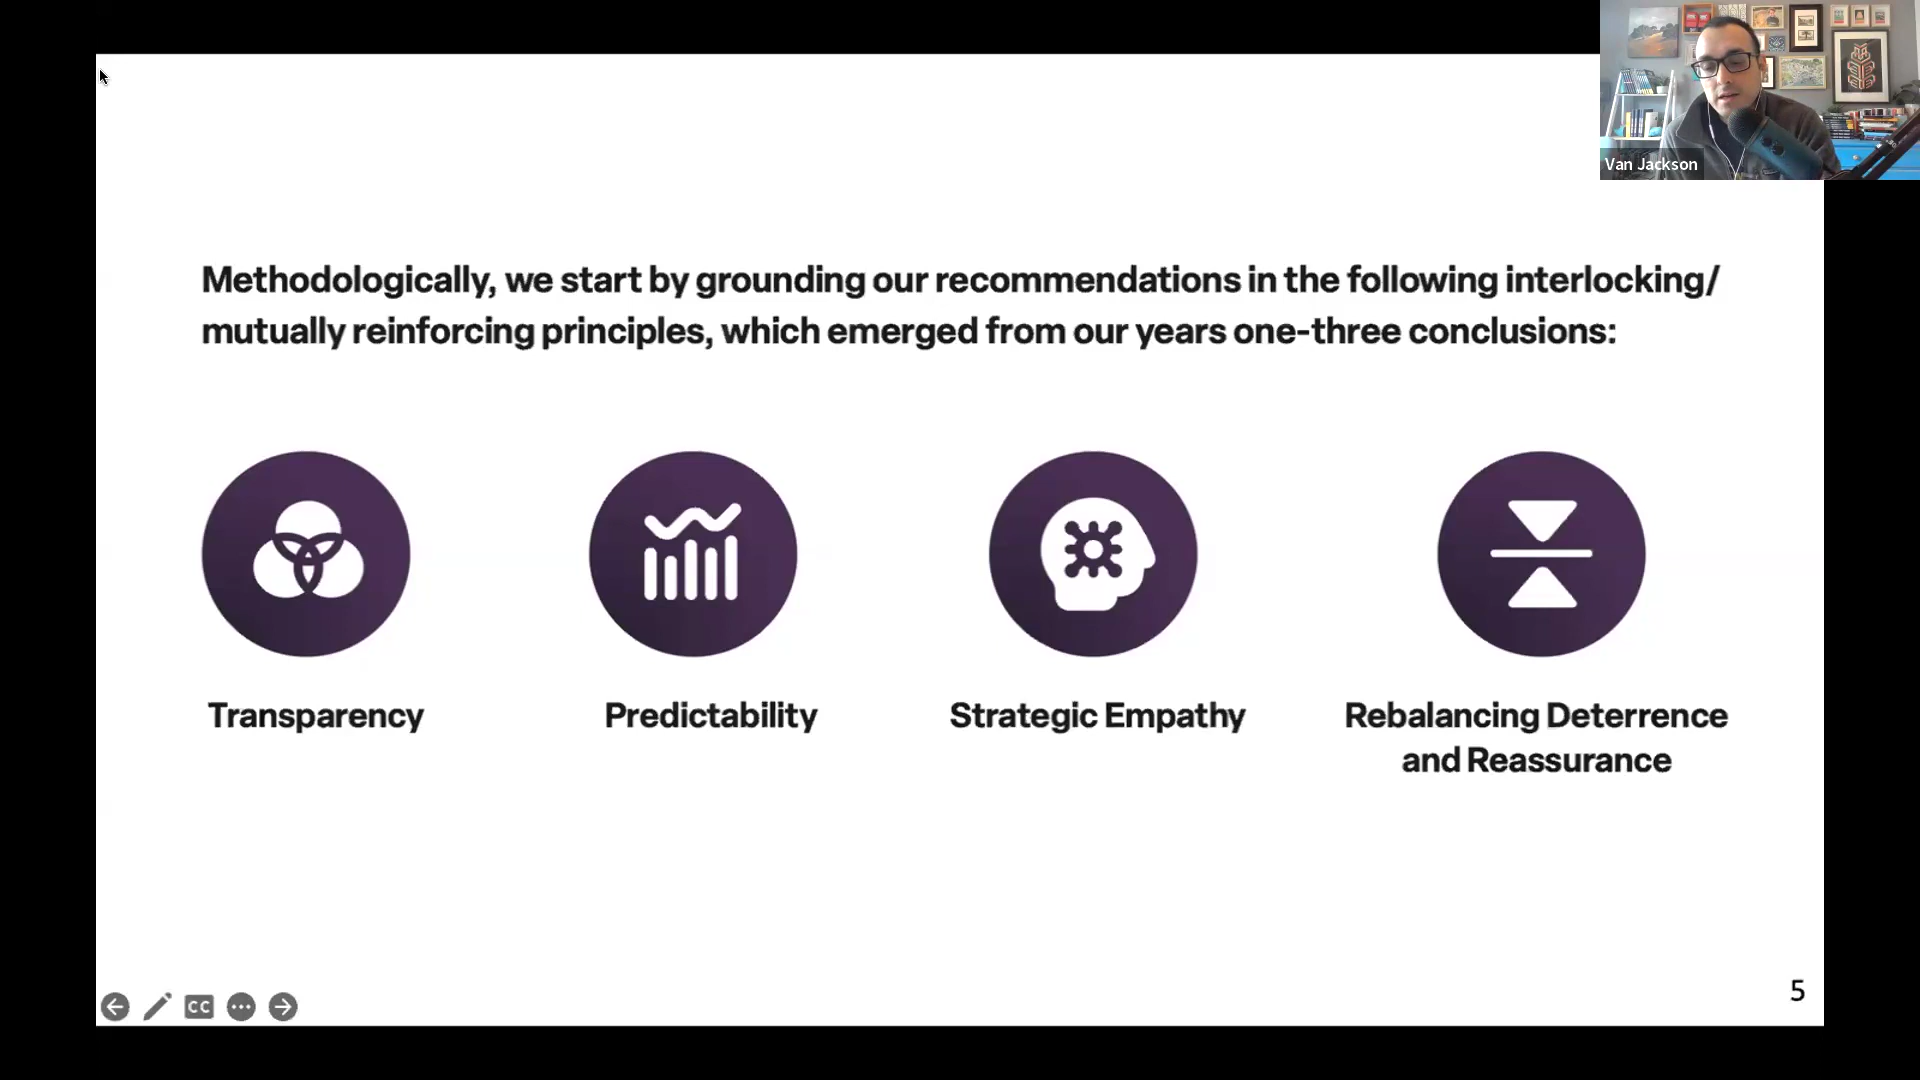 Van Jackson
Methodologically, we start by grounding our recommendations in the following interlocking/
mutually reinforcing principles, which emerged from our years one-three conclusions:
Transparency
Predictability
Strategic Empathy
Rebalancing Deterrence
and Reassurance
CC
5